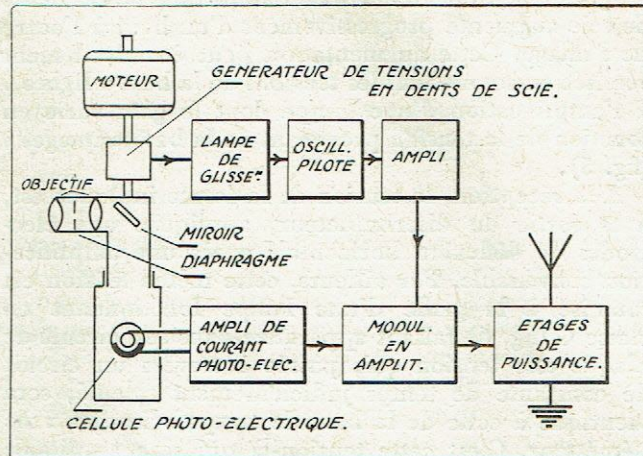 MOTEUR
GENERATEUR DE TENSIONS
EN DENTS DE SCIE.
LAMPE
DE
GLISSEᵗ.
OSCILL.
PILOTE
AMPLI
OBJECTIF
MIROIR
DIAPHRAGME
AMPLI DE
COURANT
PHOTO-ELEC.
MODUL.
EN
AMPLIT.
ETAGES
DE
PUISSANCE.
CELLULE PHOTO-ELECTRIQUE.